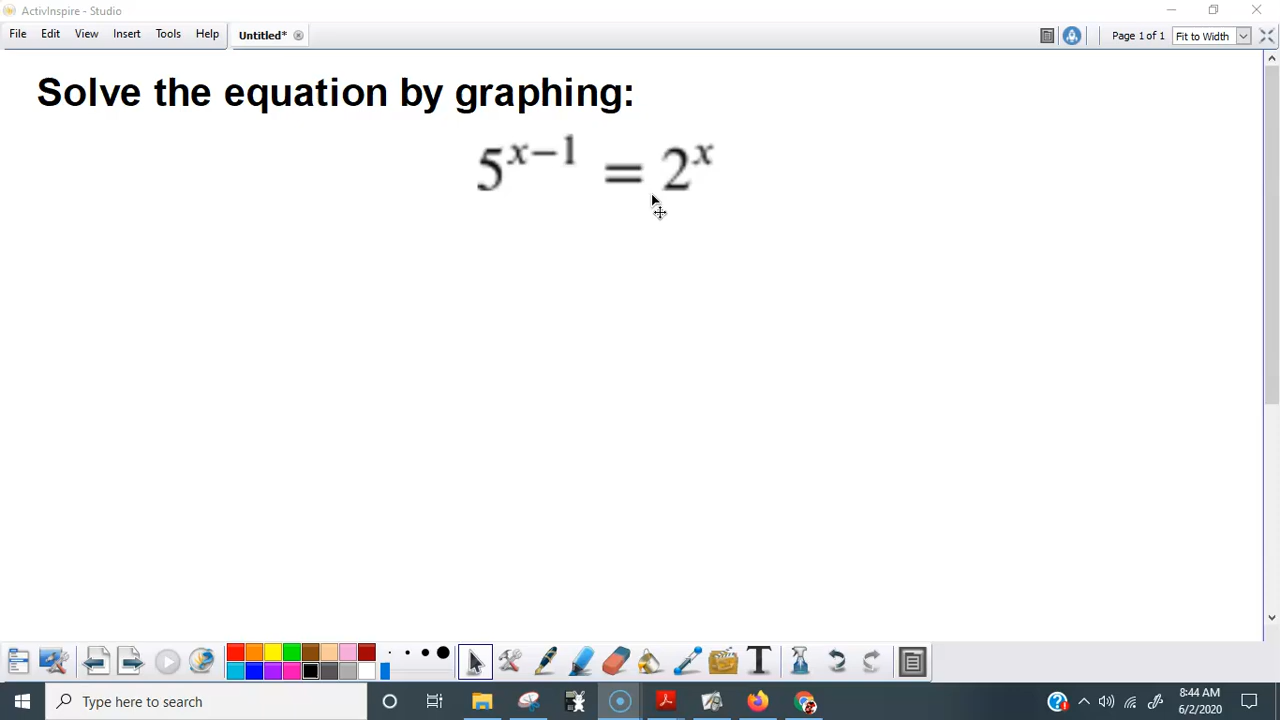 ActivInspire - Studio
File Edit View Insert Tools Help Untitled* Page 1 of 1 Fit to Width
Solve the equation by graphing:
5^{x-1} = 2^x
T
Type here to search
8:44 AM
6/2/2020